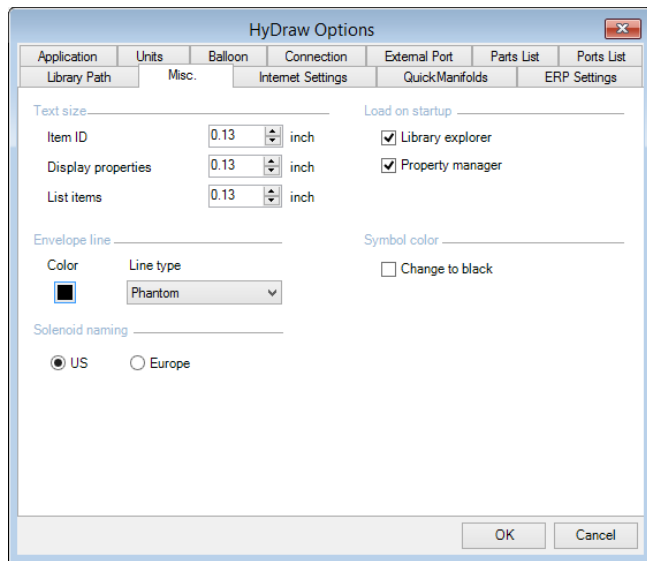 HyDraw Options
Application Units Balloon Connection External Port Parts List Ports List
Library Path Misc. Internet Settings QuickManifolds ERP Settings
Text size Load on startup
Item ID 0.13 inch Library explorer
Display properties 0.13 inch Property manager
List items 0.13 inch
Envelope line Symbol color
Color Line type Change to black
Phantom
Solenoid naming
US Europe
OK Cancel